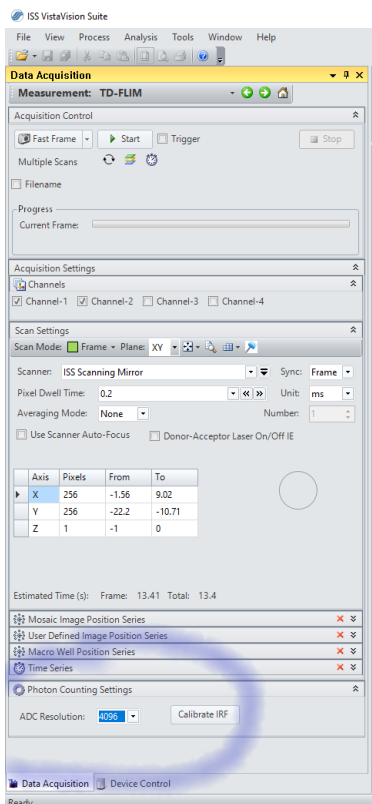 ISS VistaVision Suite
File View Process Analysis Tools Window Help
Data Acquisition
Measurement: TD-FLIM
Acquisition Control
Fast Frame Start Trigger Stop
Multiple Scans
Filename
Progress
Current Frame:
Acquisition Settings
Channels
Channel-1 Channel-2 Channel-3 Channel-4
Scan Settings
Scan Mode: Frame Plane: XY
Scanner: ISS Scanning Mirror Sync: Frame
Pixel Dwell Time: 0.2 Unit: ms
Averaging Mode: None Number: 1
Use Scanner Auto-Focus Donor-Acceptor Laser On/Off IE
Axis Pixels From To
X 256 -1.56 9.02
Y 256 -22.2 -10.71
Z 1 -1 0
Estimated Time (s): Frame: 13.41 Total: 13.4
Mosaic Image Position Series
User Defined Image Position Series
Macro Well Position Series
Time Series
Photon Counting Settings
ADC Resolution: 4096 Calibrate IRF
Data Acquisition Device Control
Ready